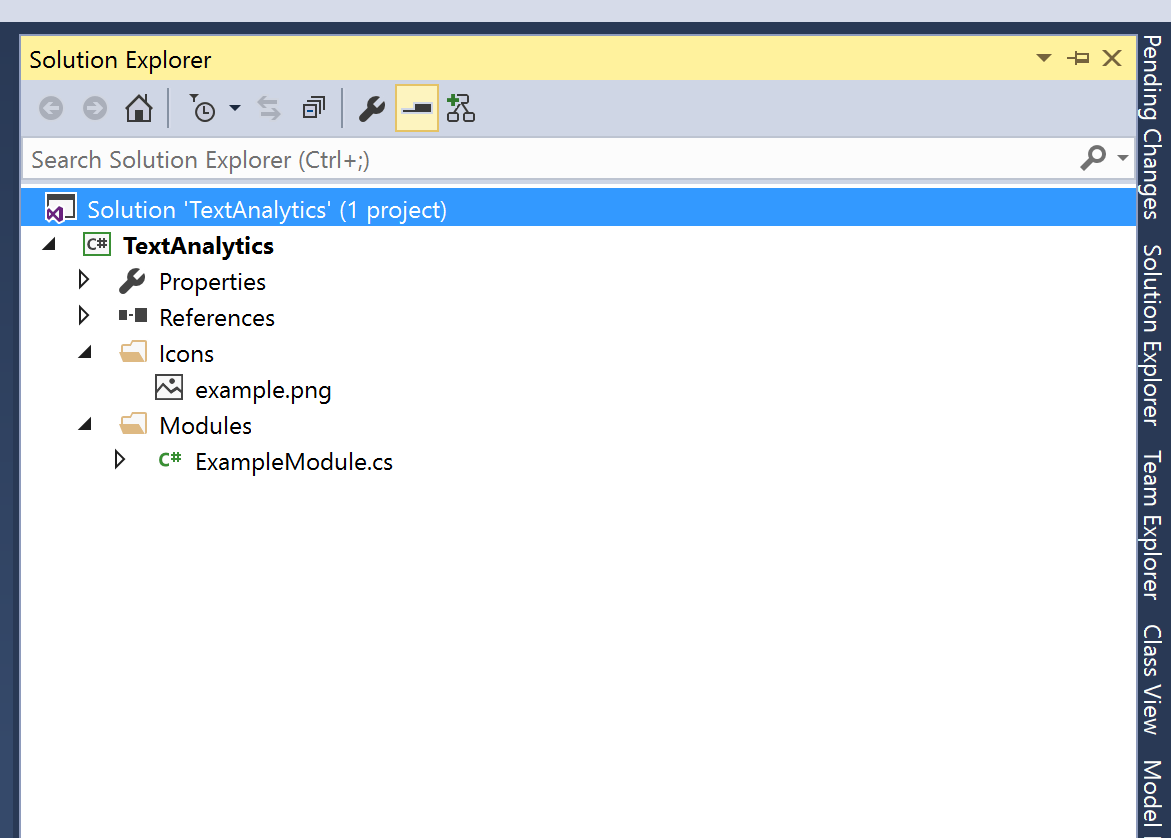 Solution Explorer
Search Solution Explorer (Ctrl+;)
Solution 'TextAnalytics' (1 project)
C# TextAnalytics
Properties
References
Icons
example.png
Modules
C# ExampleModule.cs
Pending Changes
Solution Explorer
Team Explorer
Class View
Model